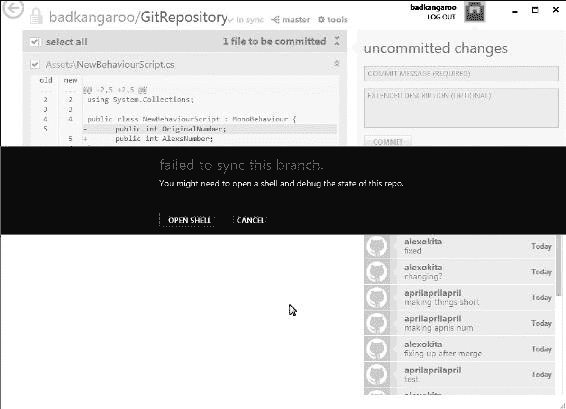 badkangaroo/GitRepository in sync master tools
badkangaroo
LOG OUT
select all 1 file to be committed
Assets\NewBehaviourScript.cs
old new
... ... @@ -2,5 +2,5 @@
2 2 using System.Collections;
3 3
4 4 public class NewBehaviourScript : MonoBehaviour {
5 - public int OriginalNumber;
5 + public int AlexsNumber;
uncommitted changes
COMMIT MESSAGE (REQUIRED)
EXTENDED DESCRIPTION (OPTIONAL)
COMMIT
failed to sync this branch.
You might need to open a shell and debug the state of this repo.
OPEN SHELL CANCEL
alexokita
fixed Today
alexokita
changing? Today
aprilaprilapril
making things short Today
aprilaprilapril
making aprils num Today
alexokita
fixing up after merge Today
aprilaprilapril
test Today
alexokita